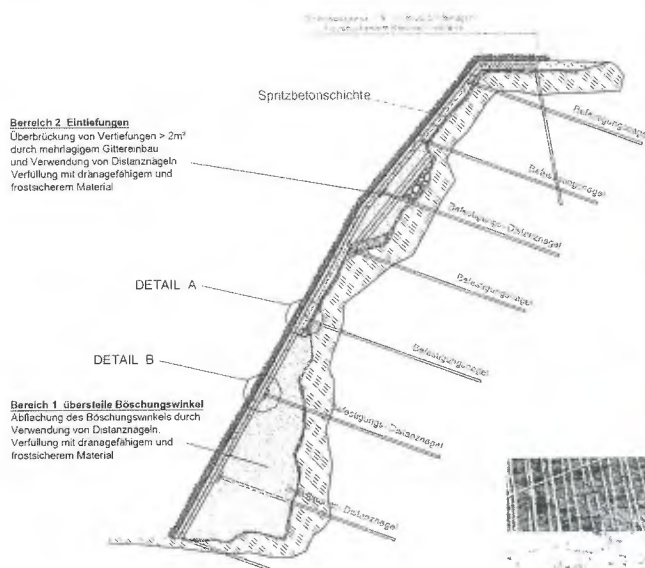 Spritzbetonschichte
Befestigungsnagel
Berreich 2 Eintiefungen
Überbrückung von Vertiefungen > 2m³
durch mehrlagigem Gittereinbau
und Verwendung von Distanznägeln
Verfüllung mit dränagefähigem und
frostsicherem Material
Befestigungsnagel
Befestigungs-Distanznagel
Befestigungsnagel
DETAIL A
Befestigungsnagel
DETAIL B
Bereich 1 übersteile Böschungswinkel
Abflachung des Böschungswinkels durch
Verwendung von Distanznägeln.
Verfüllung mit dränagefähigem und
frostsicherem Material
Distanznagel
Distanznagel